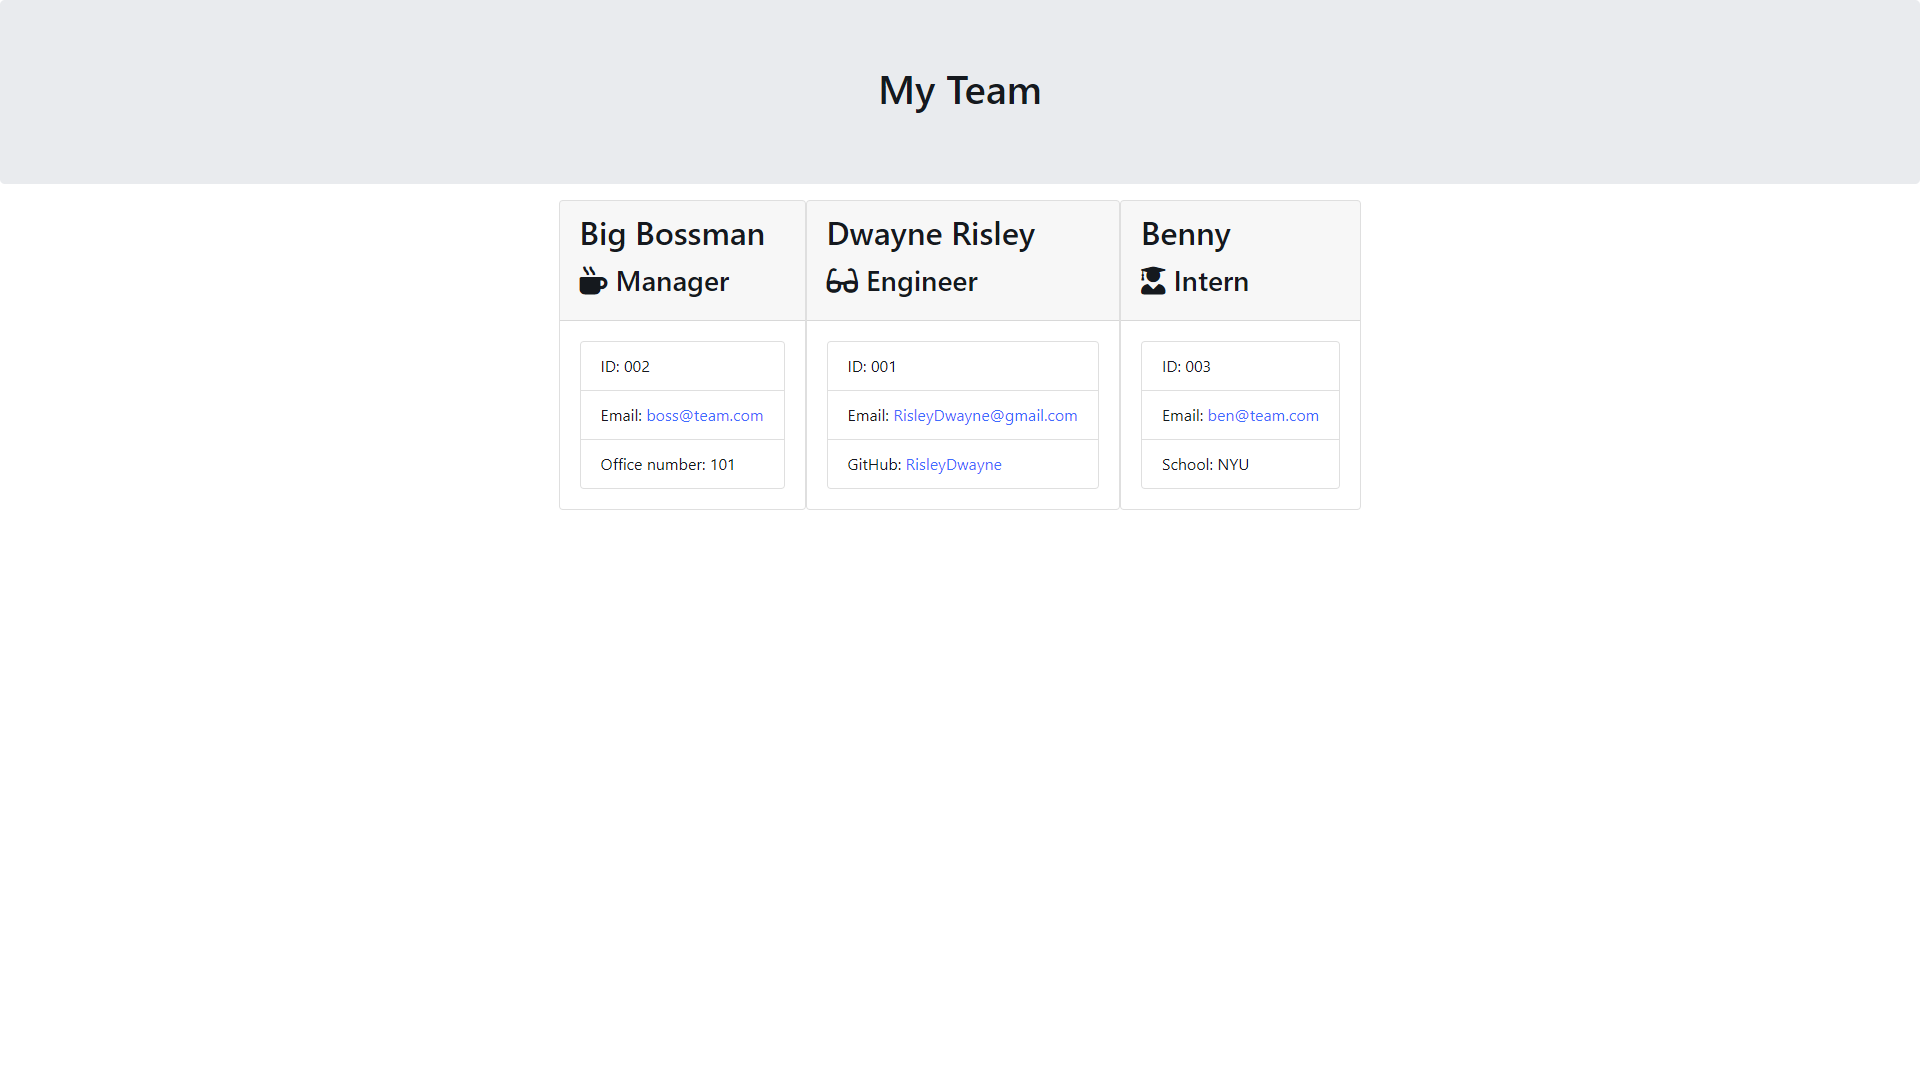 My Team
Big Bossman
Manager
ID: 002
Email: boss@team.com
Office number: 101
Dwayne Risley
Engineer
ID: 001
Email: RisleyDwayne@gmail.com
GitHub: RisleyDwayne
Benny
Intern
ID: 003
Email: ben@team.com
School: NYU